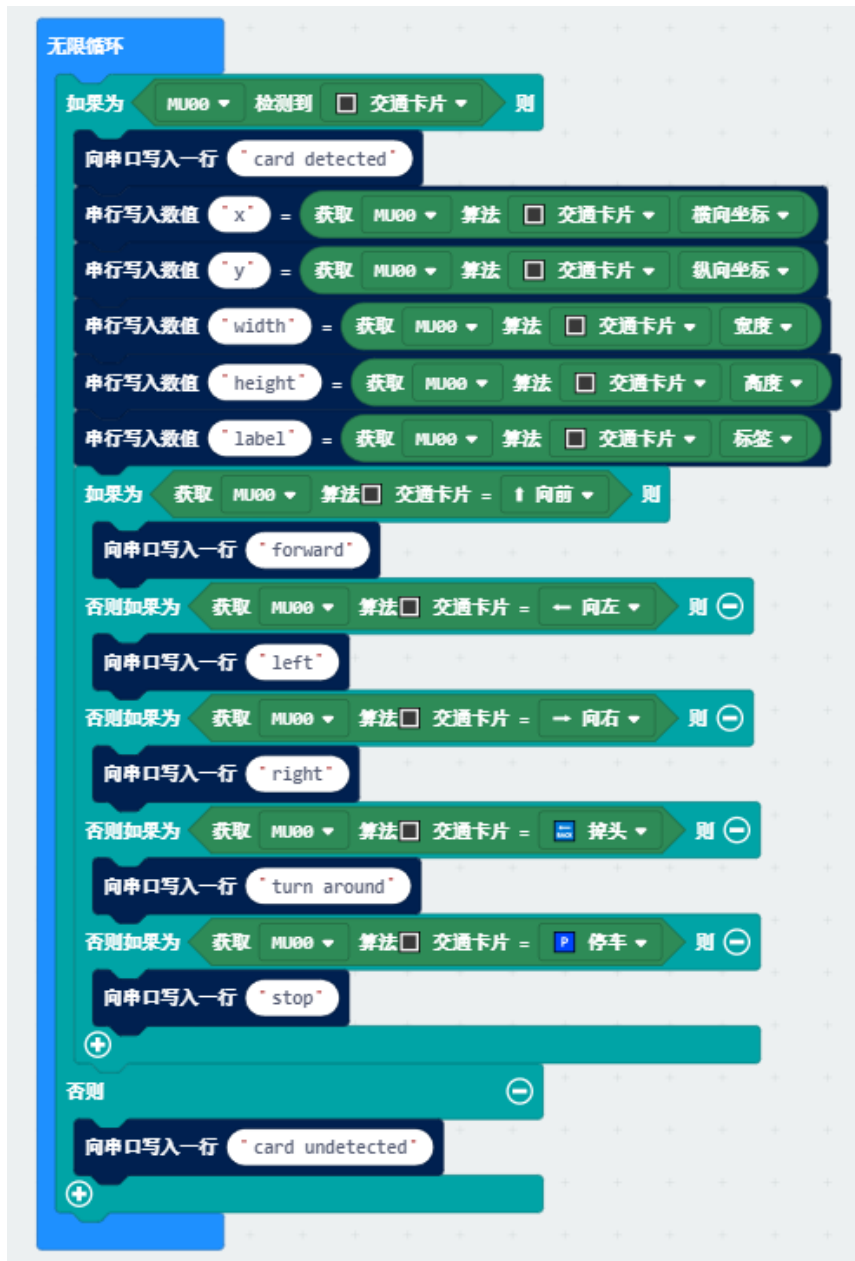 无限循环
如果为 MU00 检测到 交通卡片 则
向串口写入一行 "card detected"
串行写入数值 "x" = 获取 MU00 算法 交通卡片 横向坐标
串行写入数值 "y" = 获取 MU00 算法 交通卡片 纵向坐标
串行写入数值 "width" = 获取 MU00 算法 交通卡片 宽度
串行写入数值 "height" = 获取 MU00 算法 交通卡片 高度
串行写入数值 "label" = 获取 MU00 算法 交通卡片 标签
如果为 获取 MU00 算法 交通卡片 = 向前 则
向串口写入一行 "forward"
否则如果为 获取 MU00 算法 交通卡片 = 向左 则
向串口写入一行 "left"
否则如果为 获取 MU00 算法 交通卡片 = 向右 则
向串口写入一行 "right"
否则如果为 获取 MU00 算法 交通卡片 = BACK 掉头 则
向串口写入一行 "turn around"
否则如果为 获取 MU00 算法 交通卡片 = P 停车 则
向串口写入一行 "stop"
否则
向串口写入一行 "card undetected"